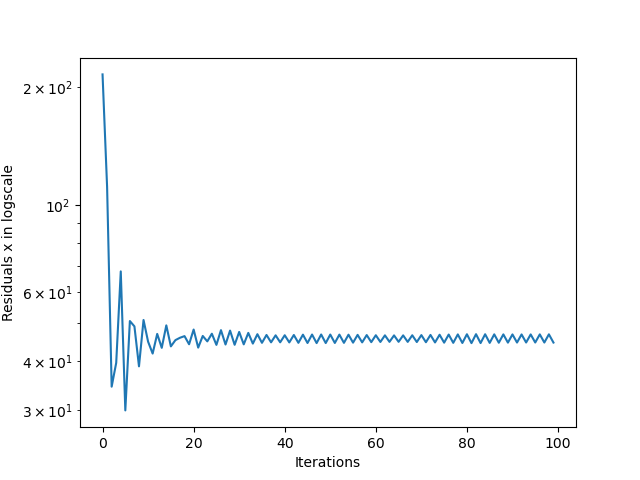 2 × 10²
10²
6 × 10¹
4 × 10¹
3 × 10¹
Residuals x in logscale
0 20 40 60 80 100
Iterations